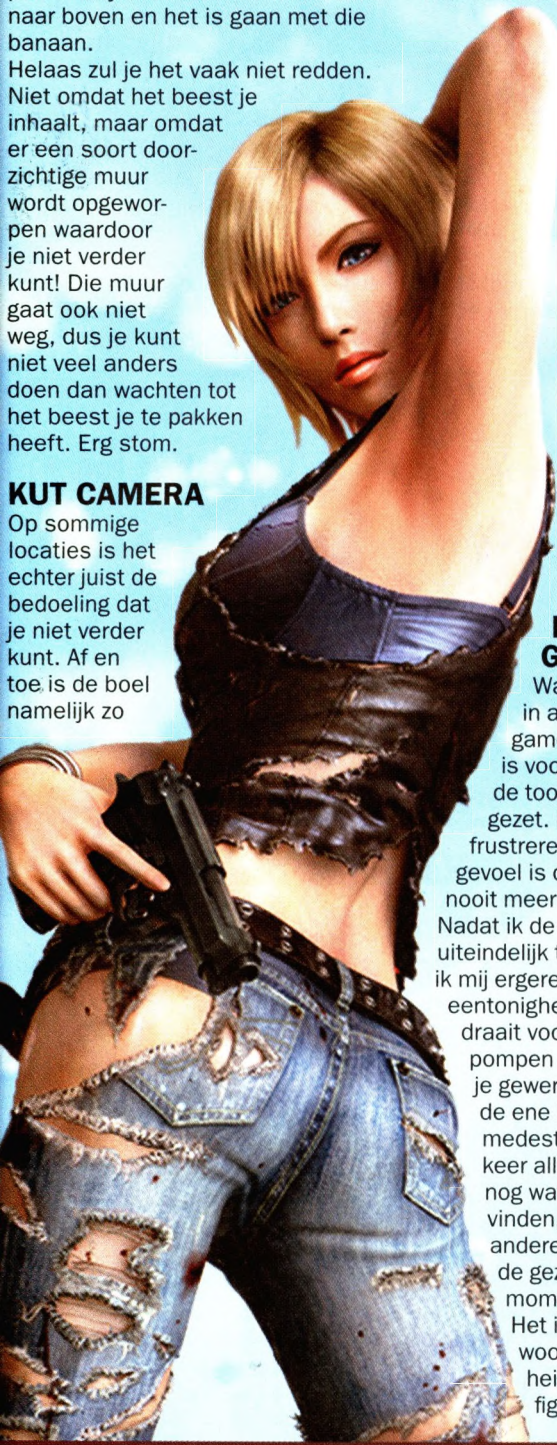 naar boven en het is gaan met die
banaan.
Helaas zul je het vaak niet redden.
Niet omdat het beest je
inhaalt, maar omdat
er een soort door-
zichtige muur
wordt opgewor-
pen waardoor
je niet verder
kunt! Die muur
gaat ook niet
weg, dus je kunt
niet veel anders
doen dan wachten tot
het beest je te pakken
heeft. Erg stom.
KUT CAMERA
Op sommige
locaties is het
echter juist de
bedoeling dat
je niet verder
kunt. Af en
toe is de boel
namelijk zo
in a
is voo
de too
gezet.
frustrere
gevoel is
nooit meer
Nadat ik de
uiteindelijk
ik mij ergere
eentonighe
draait voo
pompen
je gewer
de ene
medest
keer all
nog wa
vinden
andere
de gez
mom
Het i
woo
hei
fig